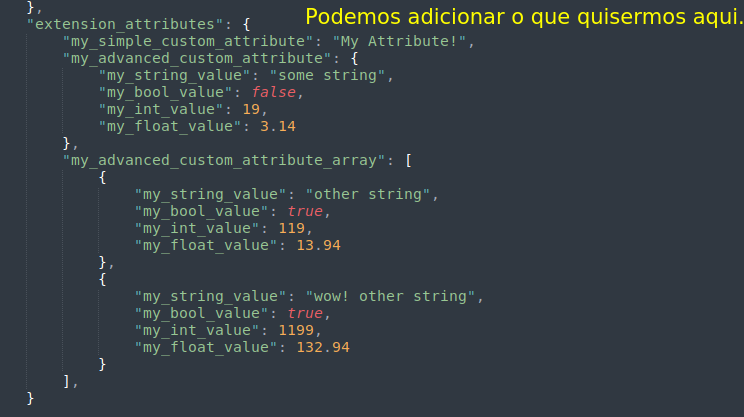 },
"extension_attributes": {
Podemos adicionar o que quisermos aqui.
"my_simple_custom_attribute": "My Attribute!",
"my_advanced_custom_attribute": {
"my_string_value": "some string",
"my_bool_value": false,
"my_int_value": 19,
"my_float_value": 3.14
},
"my_advanced_custom_attribute_array": [
{
"my_string_value": "other string",
"my_bool_value": true,
"my_int_value": 119,
"my_float_value": 13.94
},
{
"my_string_value": "wow! other string",
"my_bool_value": true,
"my_int_value": 1199,
"my_float_value": 132.94
}
],
}